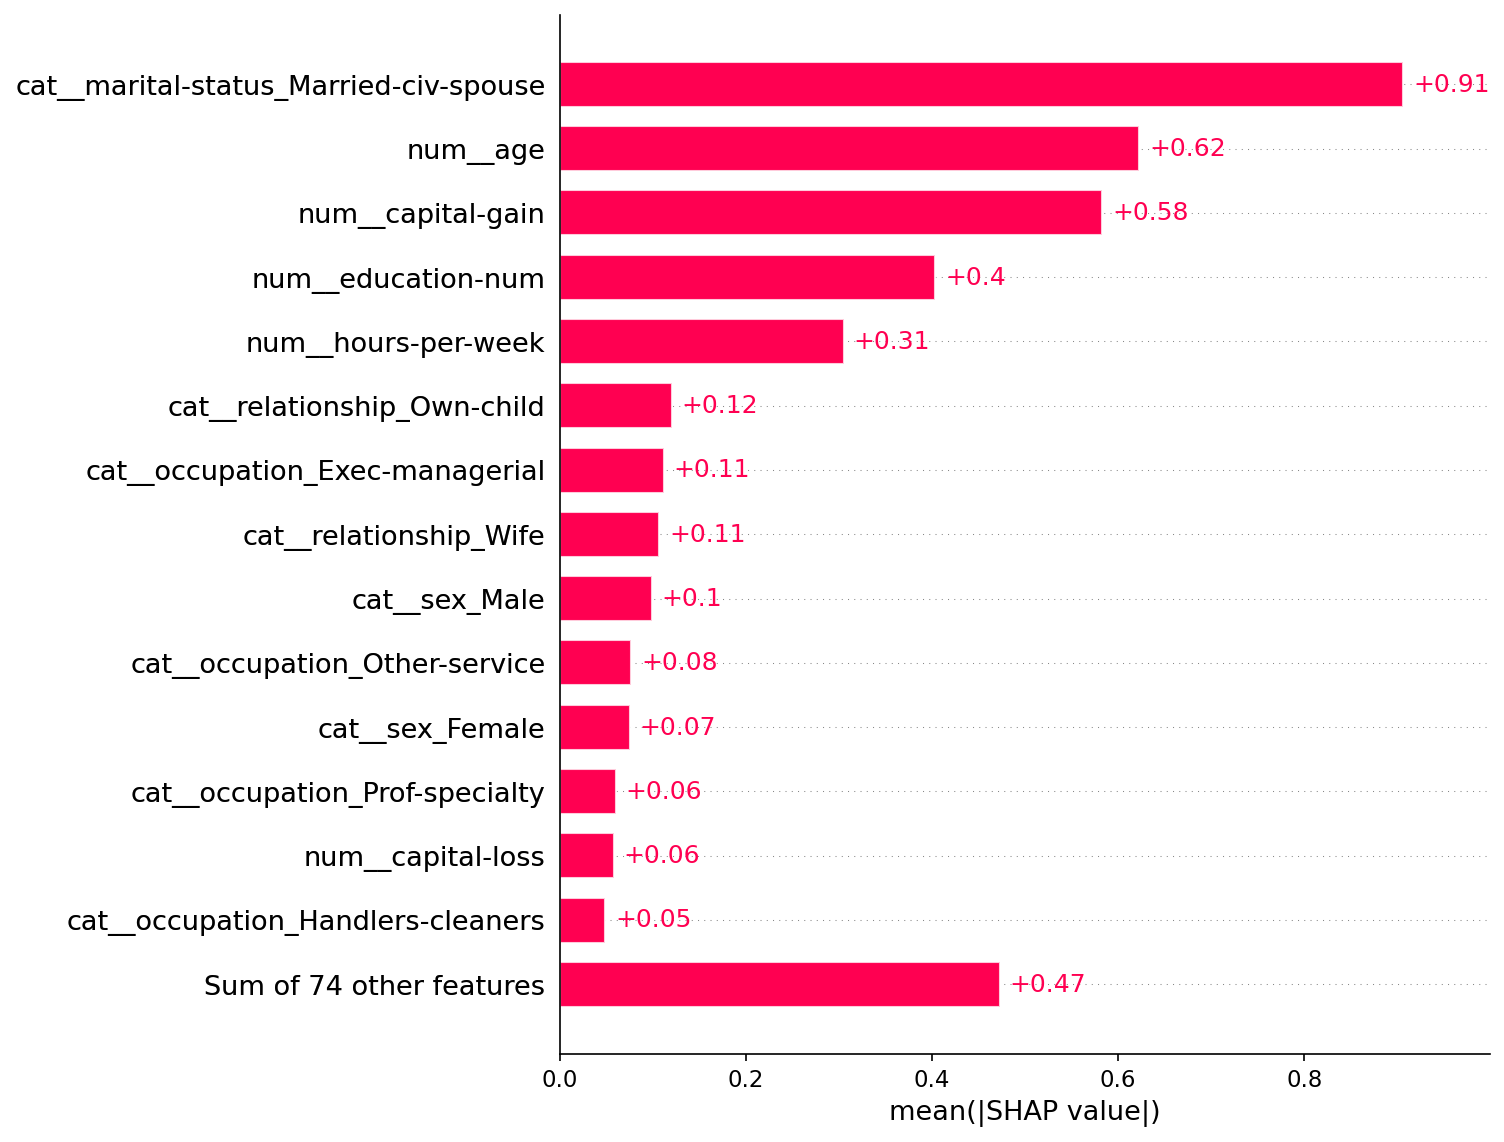 cat__marital-status_Married-civ-spouse +0.91
num__age +0.62
num__capital-gain +0.58
num__education-num +0.4
num__hours-per-week +0.31
cat__relationship_Own-child +0.12
cat__occupation_Exec-managerial +0.11
cat__relationship_Wife +0.11
cat__sex_Male +0.1
cat__occupation_Other-service +0.08
cat__sex_Female +0.07
cat__occupation_Prof-specialty +0.06
num__capital-loss +0.06
cat__occupation_Handlers-cleaners +0.05
Sum of 74 other features +0.47
0.0 0.2 0.4 0.6 0.8
mean(|SHAP value|)